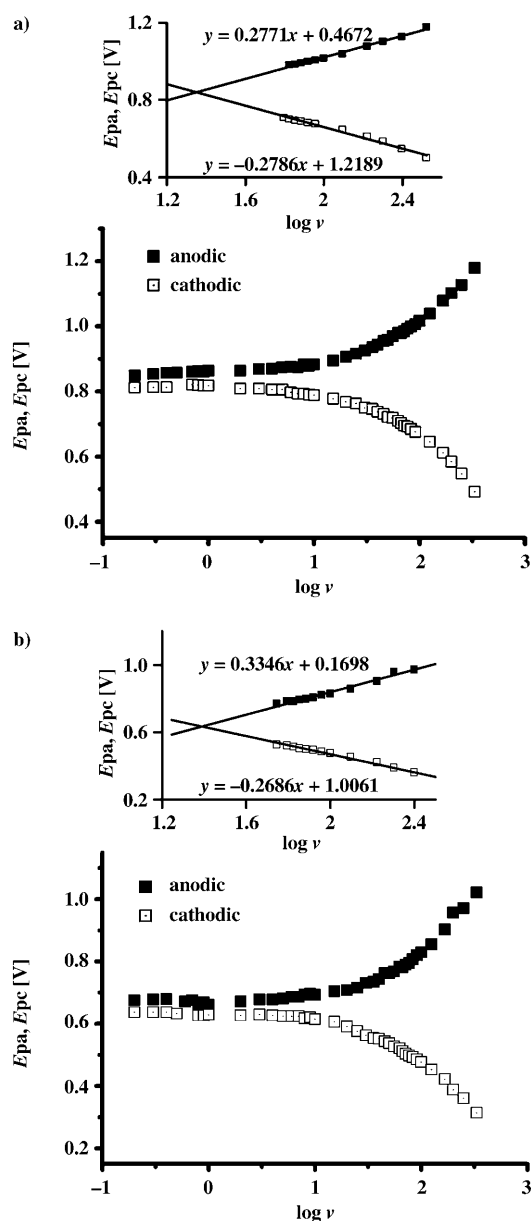 a)
1.2
0.8
0.4
Epa, Epc [V]
y = 0.2771x + 0.4672
y = −0.2786x + 1.2189
1.2 1.6 2 2.4
log v
1.2
1.0
0.8
0.6
0.4
Epa, Epc [V]
anodic
cathodic
−1 0 1 2 3
log v
b)
1.0
0.6
0.2
Epa, Epc [V]
y = 0.3346x + 0.1698
y = −0.2686x + 1.0061
1.2 1.6 2 2.4
log v
1.0
0.8
0.6
0.4
0.2
Epa, Epc [V]
anodic
cathodic
−1 0 1 2 3
log v